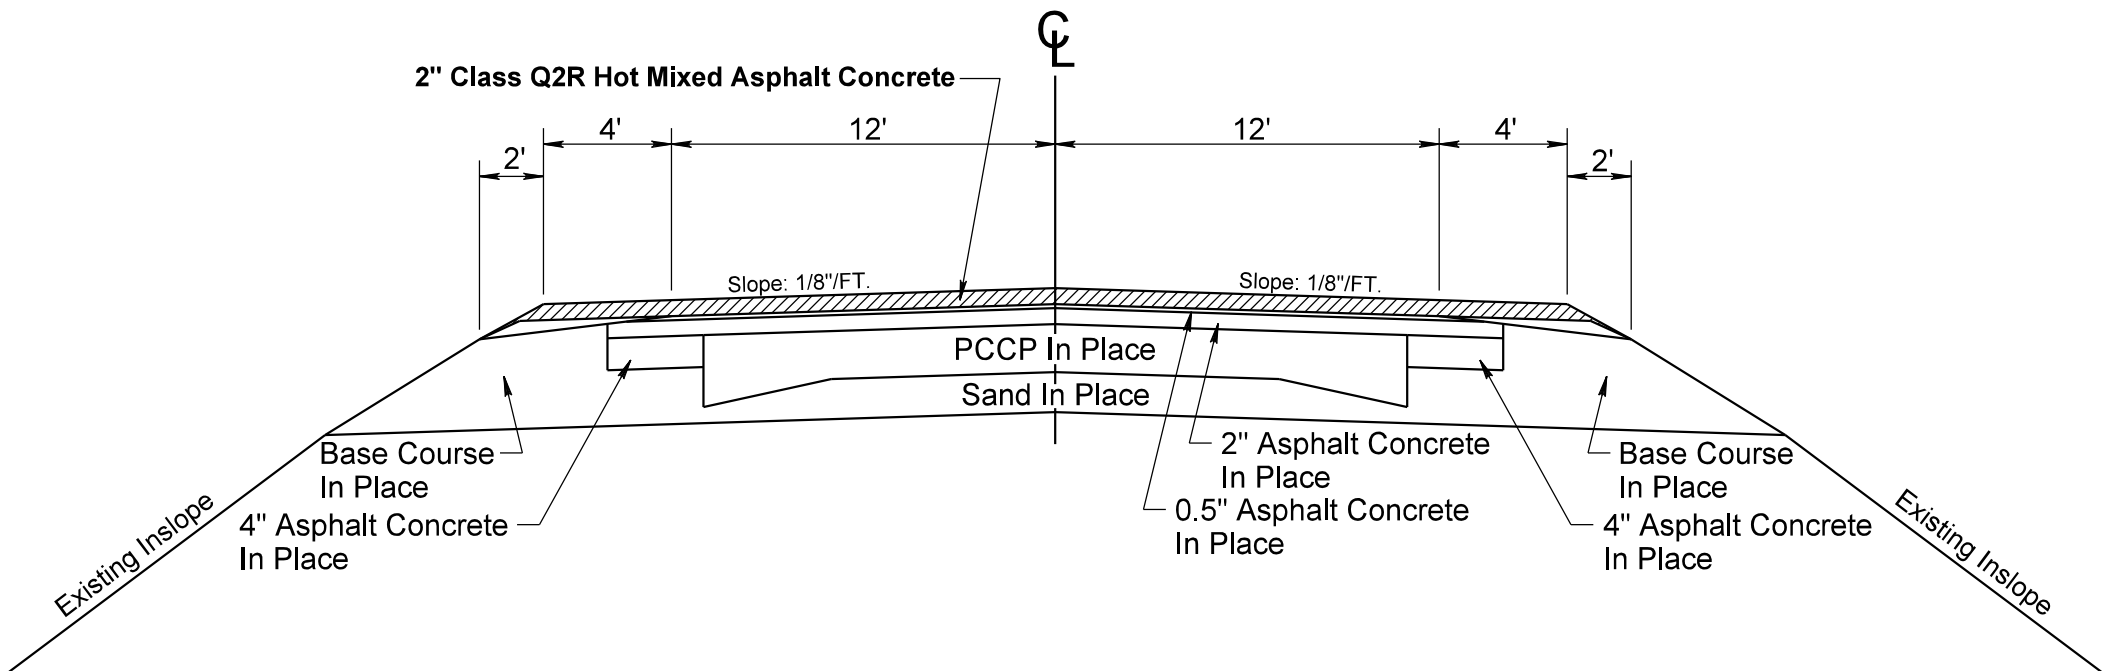 ℄
2" Class Q2R Hot Mixed Asphalt Concrete
4' 12' 12' 4'
2' 2'
Slope: 1/8"/FT. Slope: 1/8"/FT.
PCCP In Place
Sand In Place
Base Course
In Place
4" Asphalt Concrete
In Place
2" Asphalt Concrete
In Place
0.5" Asphalt Concrete
In Place
Base Course
In Place
4" Asphalt Concrete
In Place
Existing Inslope
Existing Inslope